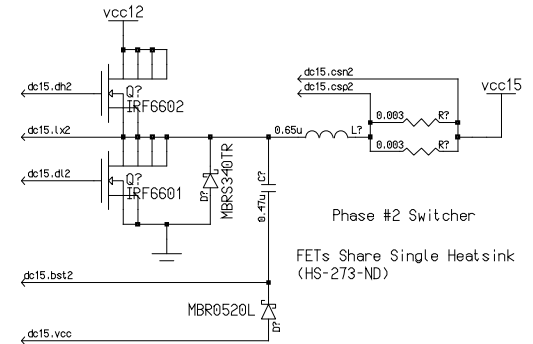 vcc12
dc15.dh2
Q?
IRF6602
dc15.csn2
dc15.csp2
vcc15
0.003
R?
dc15.lx2
0.65u
L?
0.003
R?
dc15.dl2
Q?
IRF6601
D?
MBRS340TR
C?
0.47u
Phase #2 Switcher
FETs Share Single Heatsink
(HS-273-ND)
dc15.bst2
MBR0520L
D?
dc15.vcc